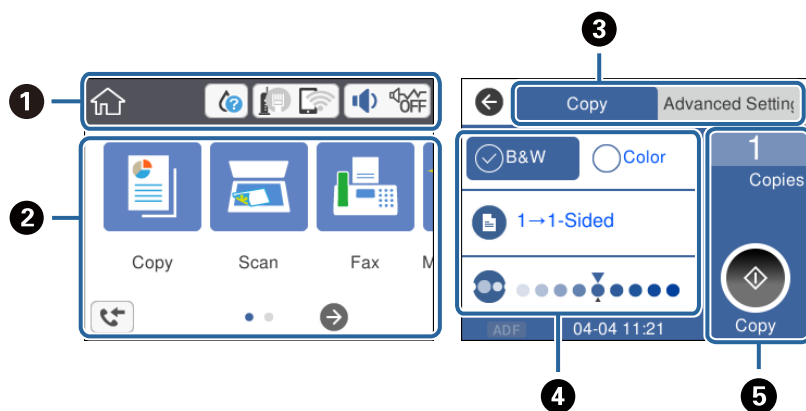 3
1
OFF
Copy
Advanced Setting
2
B&W
Color
1
Copies
1→1-Sided
Copy
Scan
Fax
M
ADF
04-04 11:21
Copy
4
5